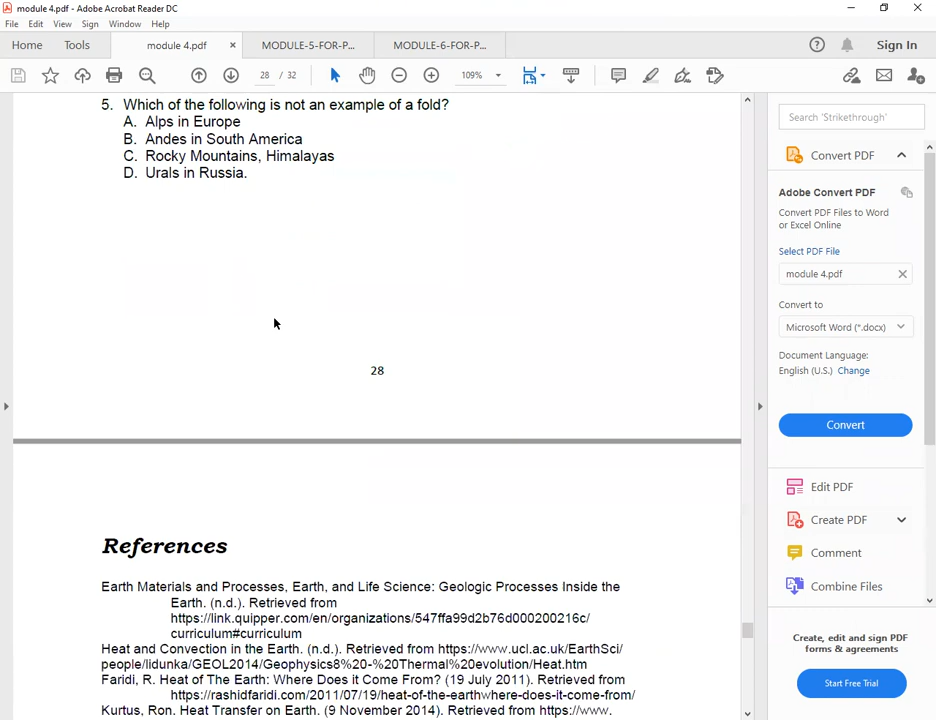 module 4.pdf - Adobe Acrobat Reader DC
File Edit View Sign Window Help
Home Tools module 4.pdf × MODULE-5-FOR-P... MODULE-6-FOR-P... Sign In
28 / 32 109%
5. Which of the following is not an example of a fold?
A. Alps in Europe
B. Andes in South America
C. Rocky Mountains, Himalayas
D. Urals in Russia.
28
References
Earth Materials and Processes, Earth, and Life Science: Geologic Processes Inside the
Earth. (n.d.). Retrieved from
https://link.quipper.com/en/organizations/547ffa99d2b76d000200216c/
curriculum#curriculum
Heat and Convection in the Earth. (n.d.). Retrieved from https://www.ucl.ac.uk/EarthSci/
people/lidunka/GEOL2014/Geophysics8%20-%20Thermal%20evolution/Heat.htm
Faridi, R. Heat of The Earth: Where Does it Come From? (19 July 2011). Retrieved from
https://rashidfaridi.com/2011/07/19/heat-of-the-earthwhere-does-it-come-from/
Kurtus, Ron. Heat Transfer on Earth. (9 November 2014). Retrieved from https://www.
Search 'Strikethrough'
Convert PDF
Adobe Convert PDF
Convert PDF Files to Word
or Excel Online
Select PDF File
module 4.pdf
Convert to
Microsoft Word (*.docx)
Document Language:
English (U.S.) Change
Convert
Edit PDF
Create PDF
Comment
Combine Files
Create, edit and sign PDF
forms & agreements
Start Free Trial